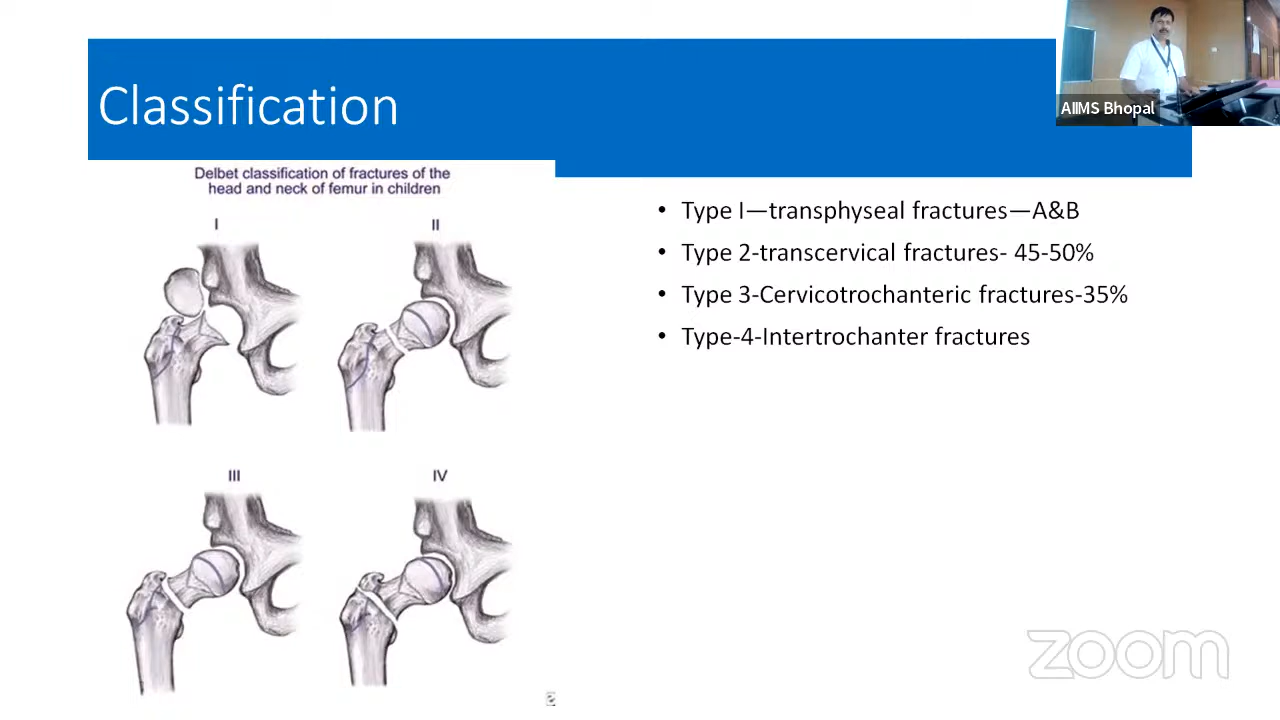 Classification
AIIMS Bhopal
Delbet classification of fractures of the
head and neck of femur in children
I
II
III
IV
• Type I—transphyseal fractures—A&B
• Type 2-transcervical fractures- 45-50%
• Type 3-Cervicotrochanteric fractures-35%
• Type-4-Intertrochanter fractures
zoom